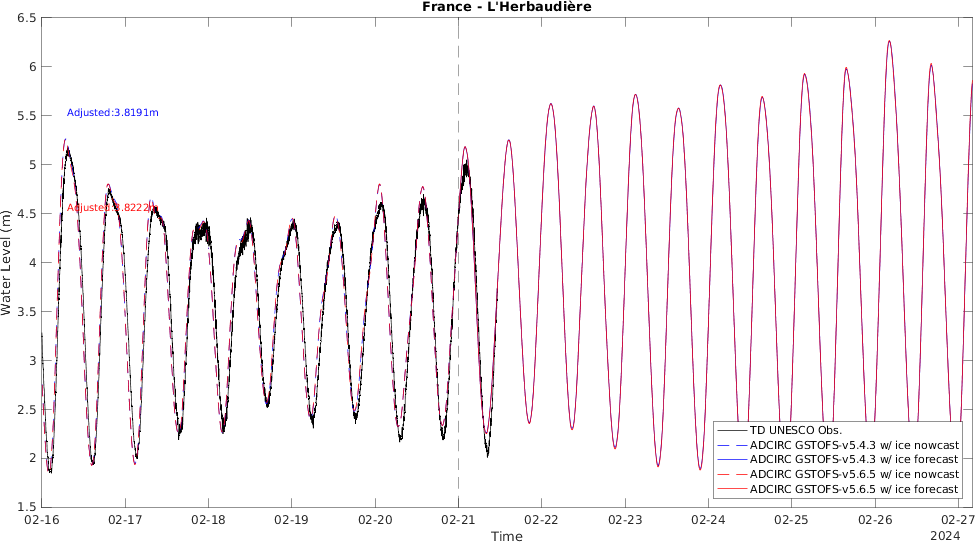 France - L'Herbaudière
6.5
6
5.5
5
4.5
4
3.5
3
2.5
2
1.5
Water Level (m)
Adjusted:3.8191m
Adjusted:3.8222m
TD UNESCO Obs.
ADCIRC GSTOFS-v5.4.3 w/ ice nowcast
ADCIRC GSTOFS-v5.4.3 w/ ice forecast
ADCIRC GSTOFS-v5.6.5 w/ ice nowcast
ADCIRC GSTOFS-v5.6.5 w/ ice forecast
02-16 02-17 02-18 02-19 02-20 02-21 02-22 02-23 02-24 02-25 02-26 02-27
Time
2024